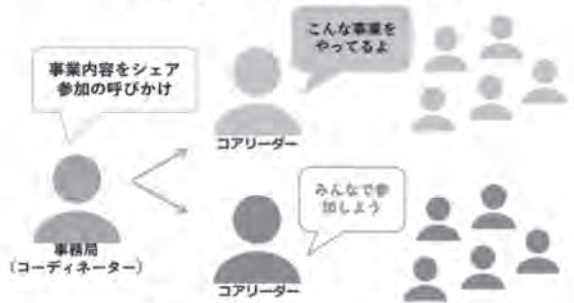 事業内容をシェア
参加の呼びかけ
事務局
(コーディネーター)
こんな事業を
やってるよ
コアリーダー
みんなで参
加しよう
コアリーダー